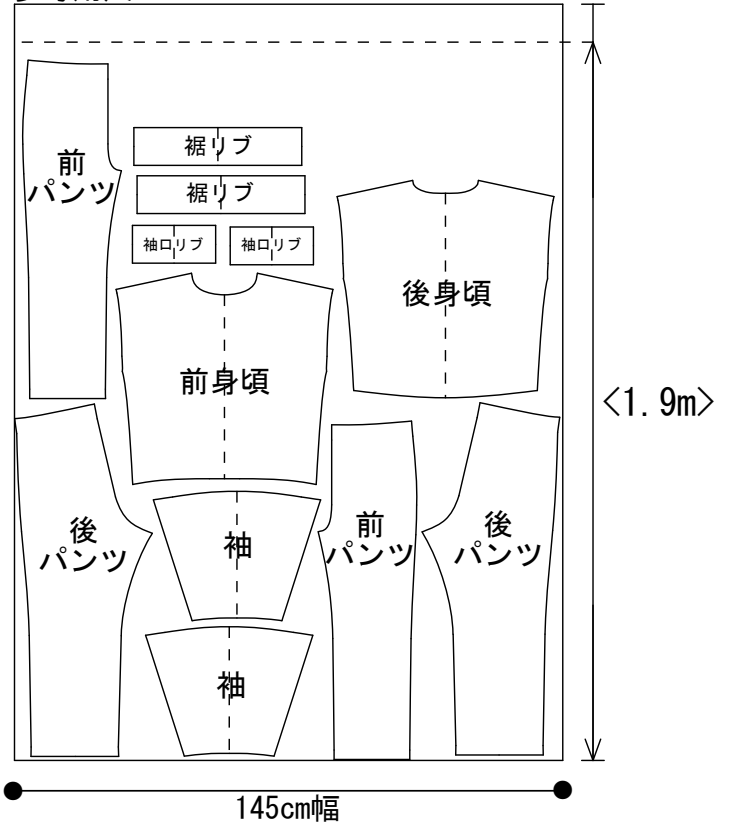 前
パンツ
裾リブ
裾リブ
袖口リブ
袖口リブ
後身頃
前身頃
<1.9m>
後
パンツ
袖
前
パンツ
後
パンツ
袖
145cm幅